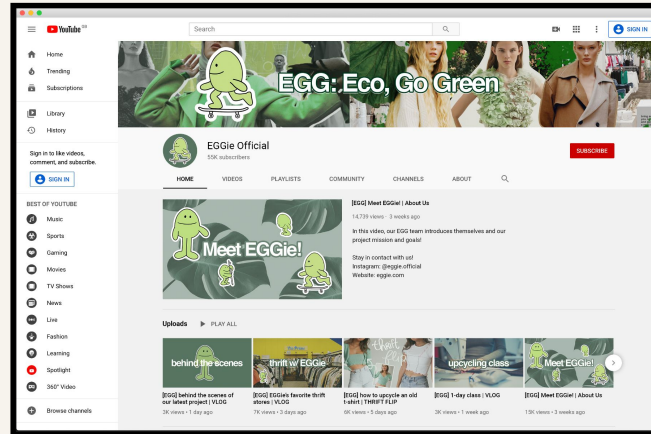 YouTube GB
Search
SIGN IN
Home
Trending
Subscriptions
Library
History
Sign in to like videos,
comment, and subscribe.
SIGN IN
BEST OF YOUTUBE
Music
Sports
Gaming
Movies
TV Shows
News
Live
Fashion
Learning
Spotlight
360° Video
Browse channels
EGG: Eco, Go Green
EGGie Official
55K subscribers
SUBSCRIBE
HOME
VIDEOS
PLAYLISTS
COMMUNITY
CHANNELS
ABOUT
Meet EGGie!
[EGG] Meet EGGie! | About Us
14,739 views · 3 weeks ago
In this video, our EGG team introduces themselves and our
project mission and goals!
Stay in contact with us!
Instagram: @eggie.official
Website: eggie.com
Uploads
PLAY ALL
behind the scenes
thrift w/ EGGie
thrift
upcycling class
Meet EGGie!
[EGG] behind the scenes of
our latest project | VLOG
3K views • 1 day ago
[EGG] EGGie's favorite thrift
stores | VLOG
7K views • 3 days ago
[EGG] how to upcycle an old
t-shirt | THRIFT FLIP
6K views • 5 days ago
[EGG] 1-day class | VLOG
3K views • 1 week ago
[EGG] Meet EGGie! | About Us
15K views • 3 weeks ago